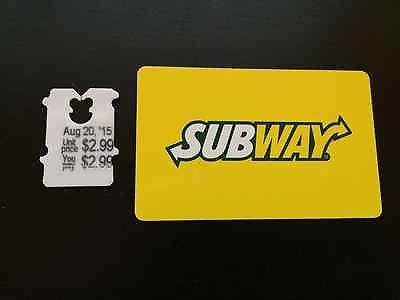 Aug 20, '15
Unit price $2.99
You pay $2.99
SUBWAY